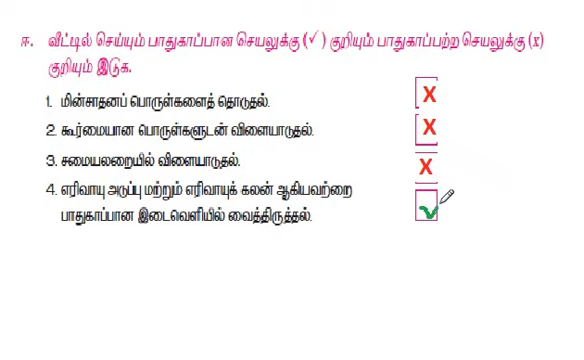 ஈ. வீட்டில் செய்யும் பாதுகாப்பான செயலுக்கு (✓) குறியும் பாதுகாப்பற்ற செயலுக்கு (x)
குறியும் இடுக.
1. மின்சாதனப் பொருள்களைத் தொடுதல். X
2. கூர்மையான பொருள்களுடன் விளையாடுதல். X
3. சமையலறையில் விளையாடுதல். X
4. எரிவாயு அடுப்பு மற்றும் எரிவாயுக் கலன் ஆகியவற்றை
பாதுகாப்பான இடைவெளியில் வைத்திருத்தல். ✓